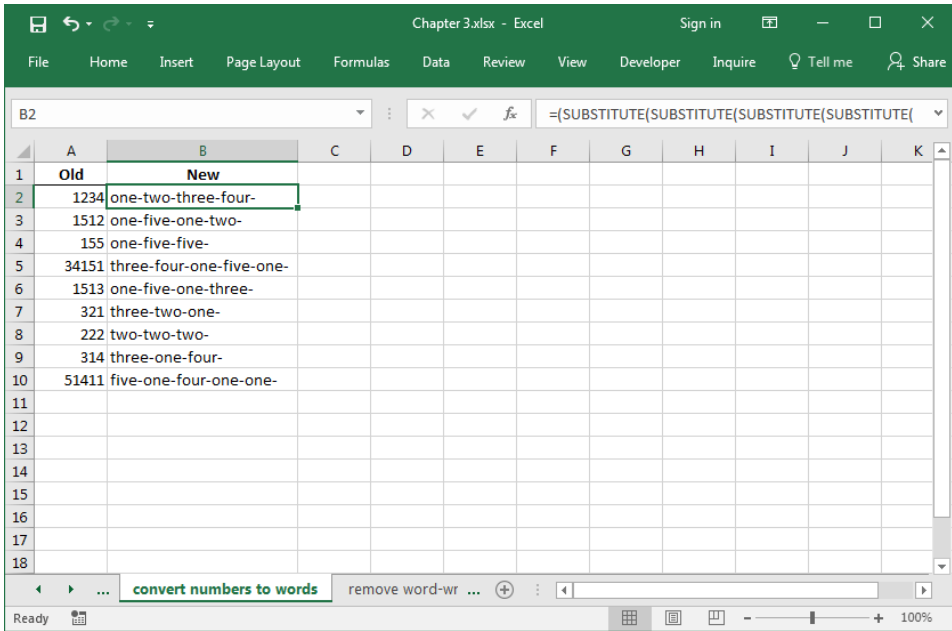 Chapter 3.xlsx - Excel Sign in
File Home Insert Page Layout Formulas Data Review View Developer Inquire Tell me Share
B2 fx =(SUBSTITUTE(SUBSTITUTE(SUBSTITUTE(SUBSTITUTE(
A B C D E F G H I J K
1 Old New
2 1234 one-two-three-four-
3 1512 one-five-one-two-
4 155 one-five-five-
5 34151 three-four-one-five-one-
6 1513 one-five-one-three-
7 321 three-two-one-
8 222 two-two-two-
9 314 three-one-four-
10 51411 five-one-four-one-one-
11
12
13
14
15
16
17
18
... convert numbers to words remove word-wr ...
Ready 100%